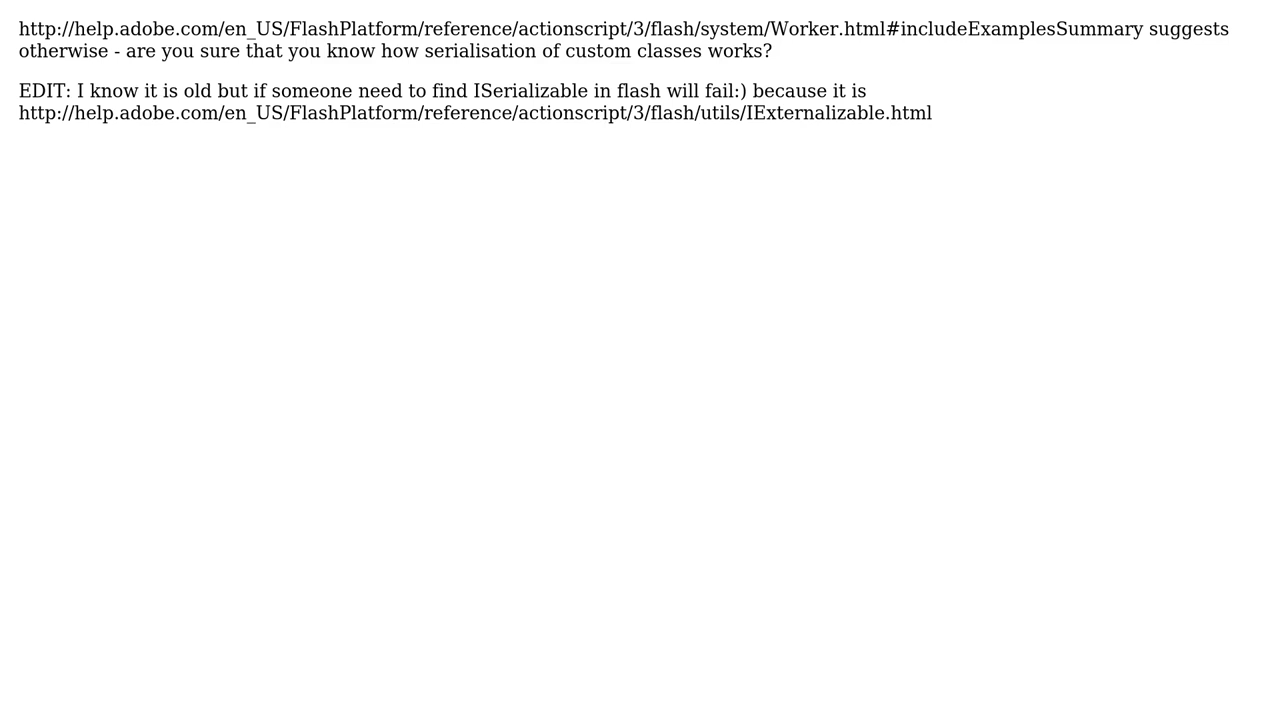 http://help.adobe.com/en_US/FlashPlatform/reference/actionscript/3/flash/system/Worker.html#includeExamplesSummary suggests
otherwise - are you sure that you know how serialisation of custom classes works?
EDIT: I know it is old but if someone need to find ISerializable in flash will fail:) because it is
http://help.adobe.com/en_US/FlashPlatform/reference/actionscript/3/flash/utils/IExternalizable.html